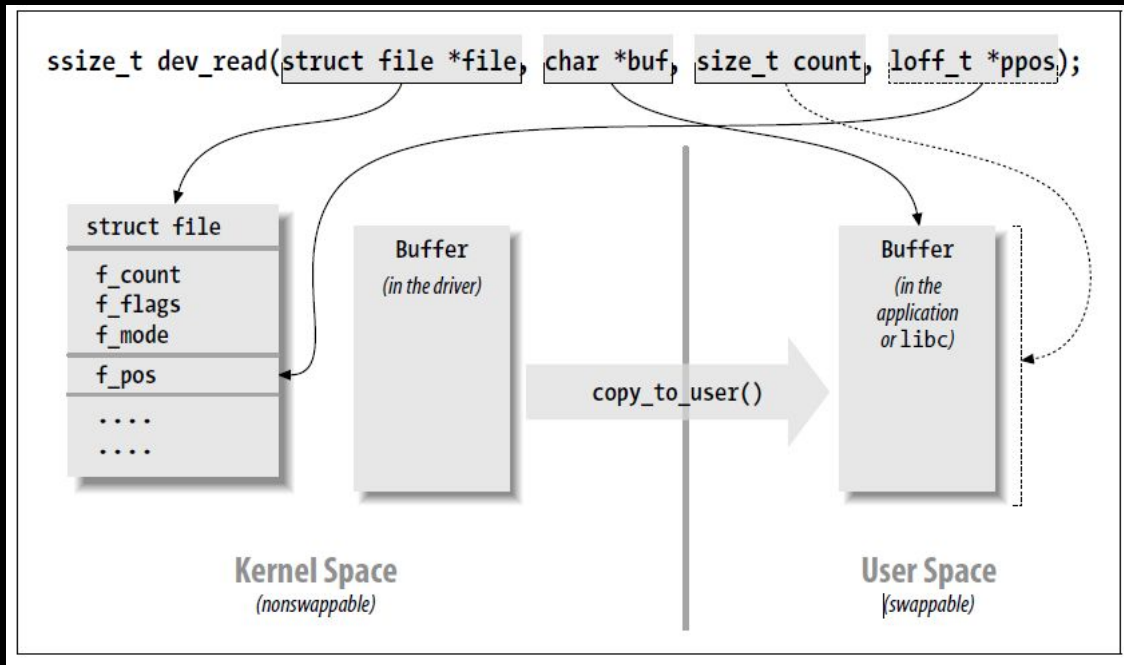 ssize_t dev_read(struct file *file, char *buf, size_t count, loff_t *ppos);
struct file
f_count
f_flags
f_mode
f_pos
....
....
Buffer
(in the driver)
copy_to_user()
Buffer
(in the
application
or libc)
Kernel Space
(nonswappable)
User Space
(swappable)